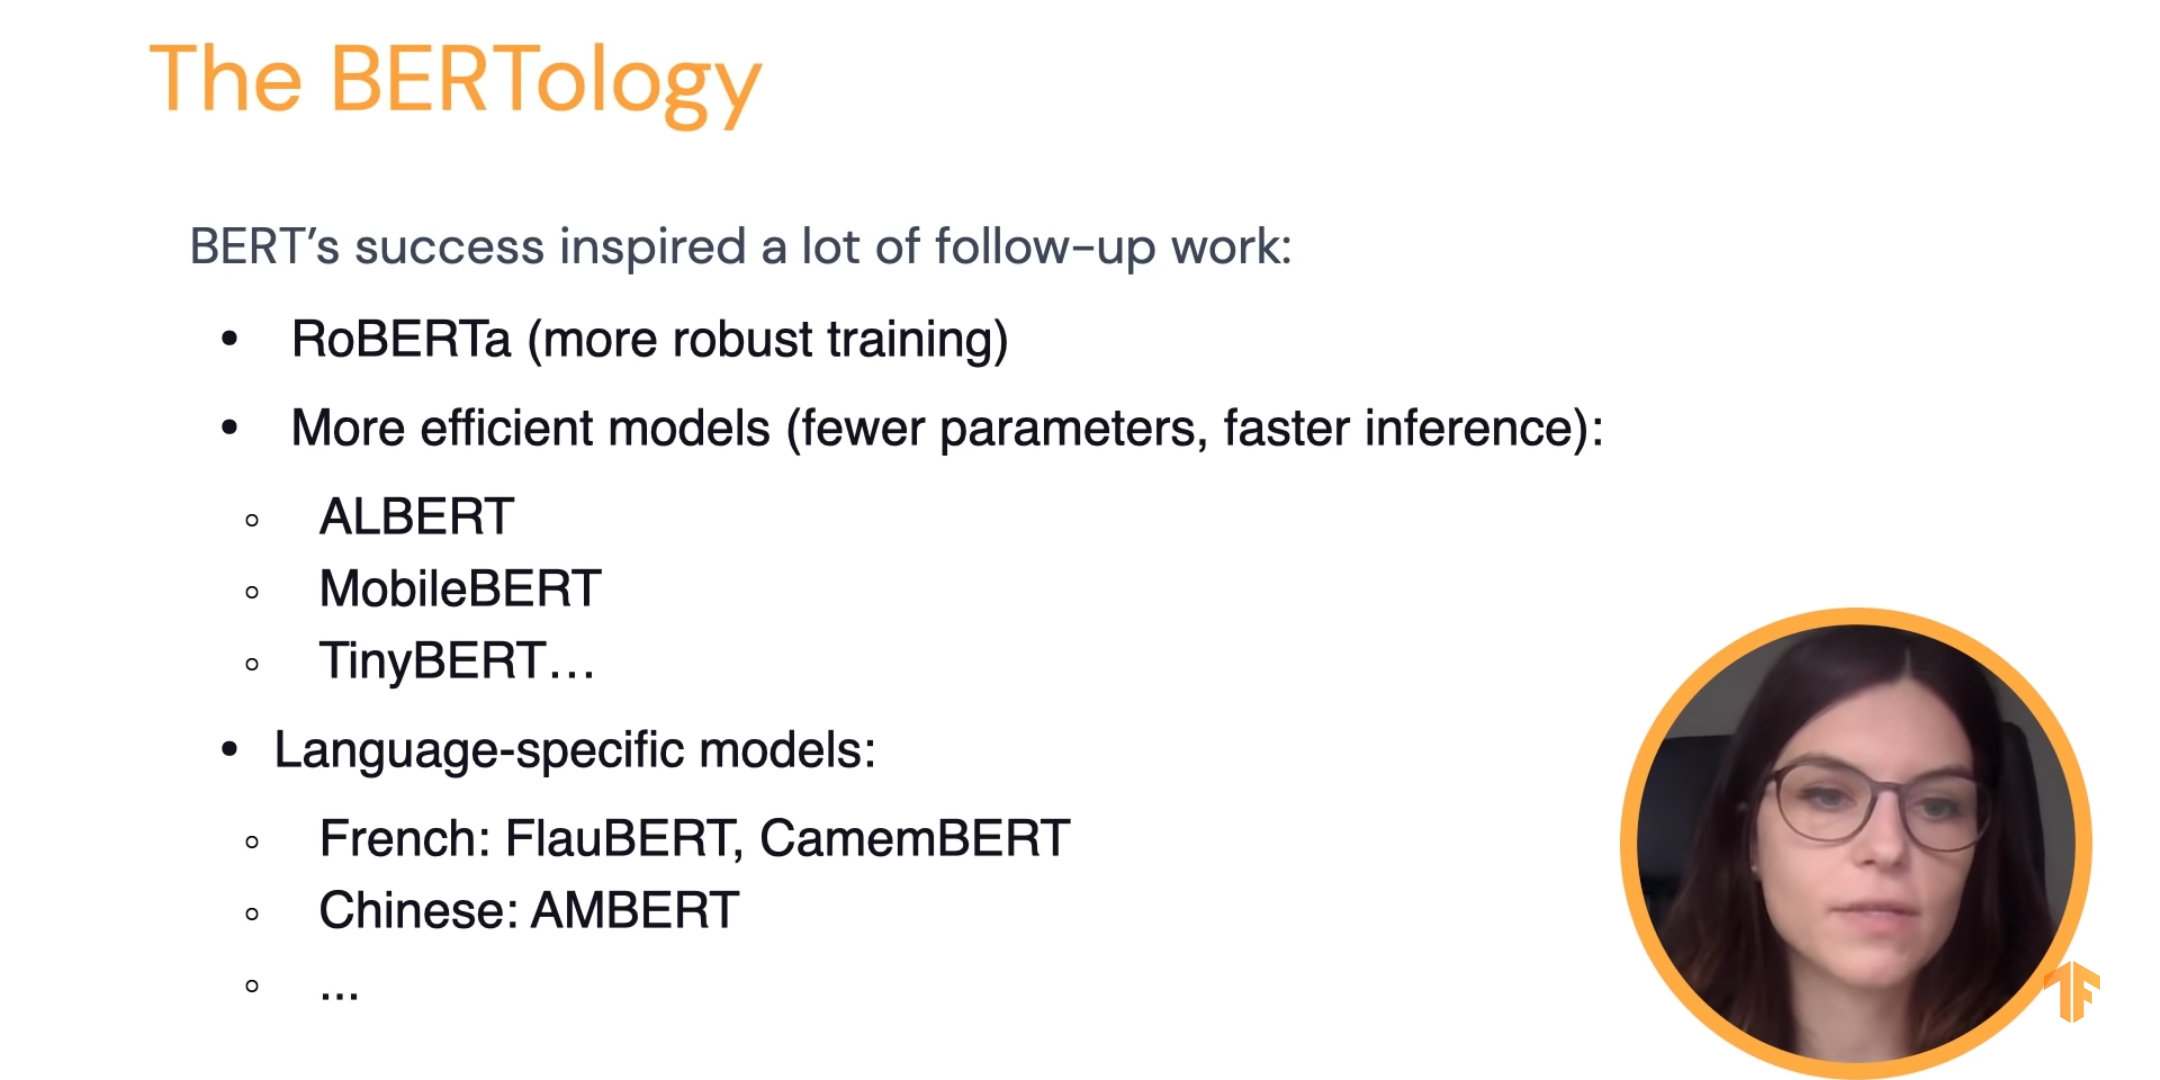 The BERTology
BERT’s success inspired a lot of follow-up work:
• RoBERTa (more robust training)
• More efficient models (fewer parameters, faster inference):
◦ ALBERT
◦ MobileBERT
◦ TinyBERT…
• Language-specific models:
◦ French: FlauBERT, CamemBERT
◦ Chinese: AMBERT
◦ ...